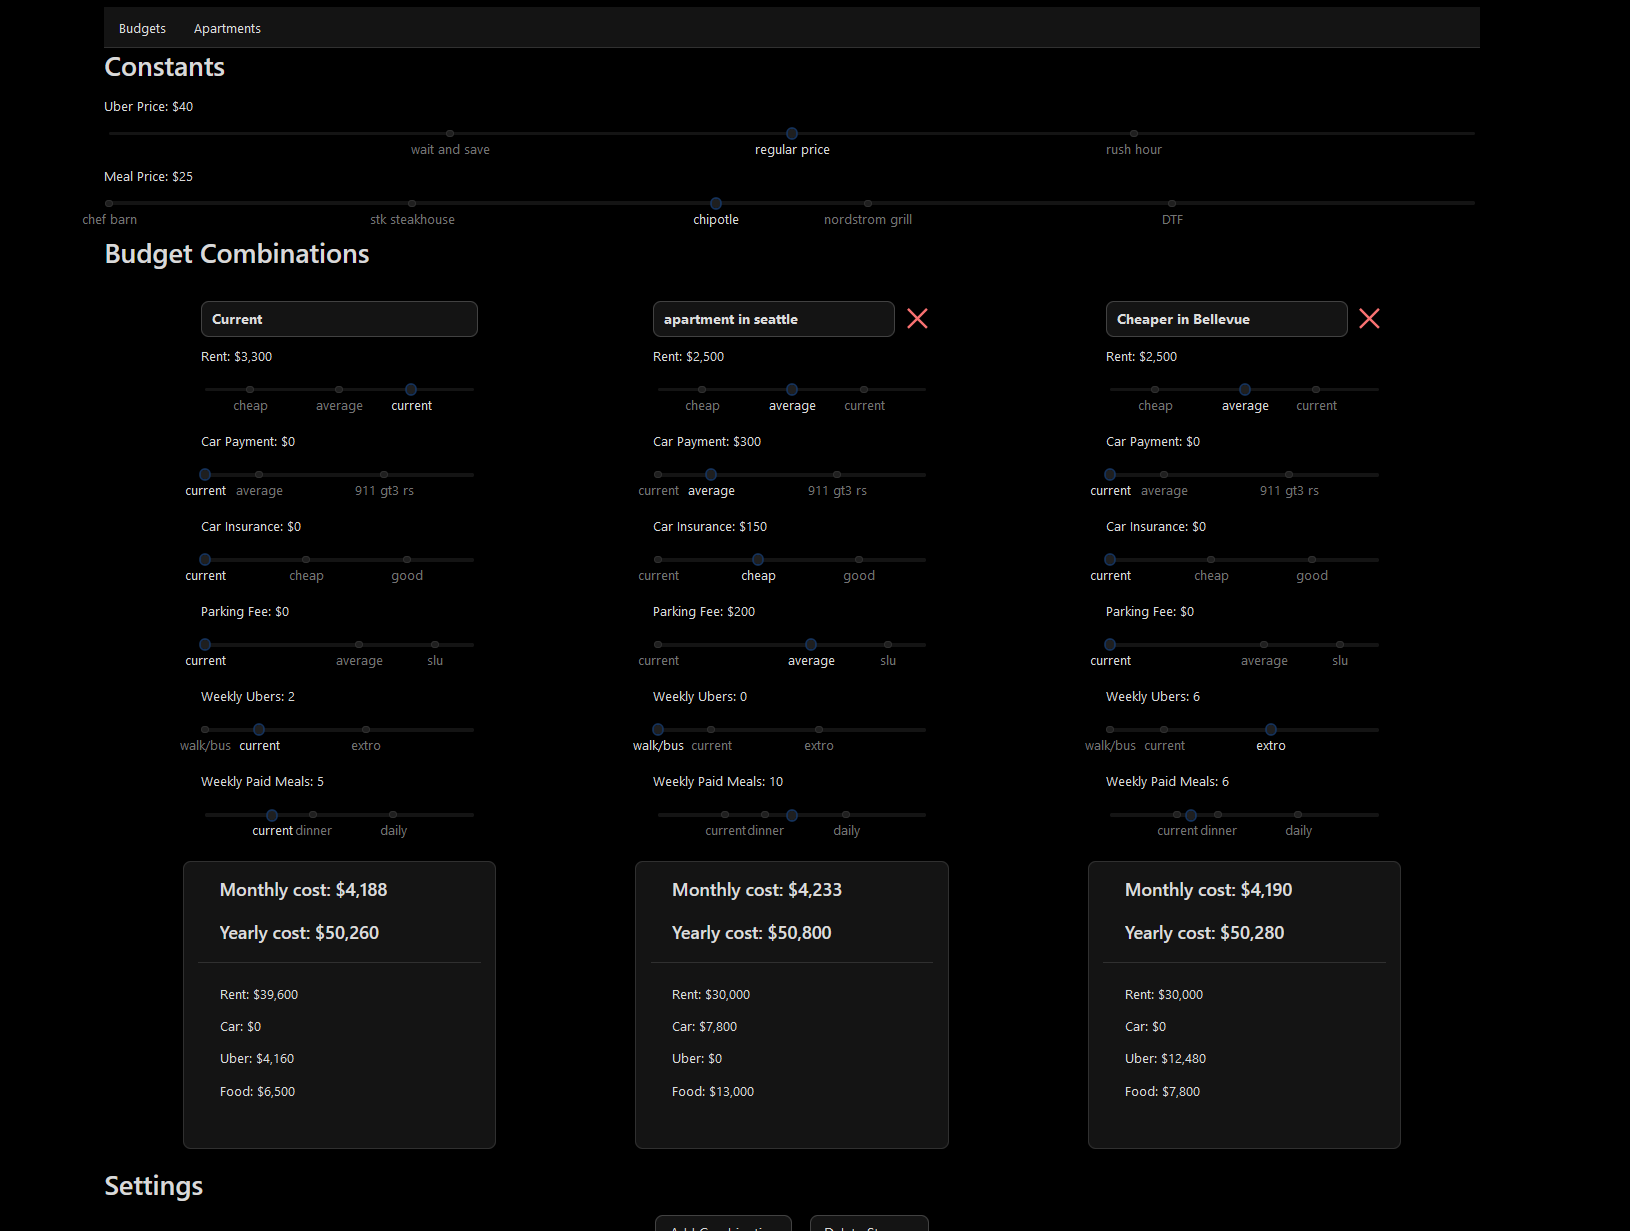 Budgets Apartments
Constants
Uber Price: $40
wait and save regular price rush hour
Meal Price: $25
chef barn stk steakhouse chipotle nordstrom grill DTF
Budget Combinations
Current
Rent: $3,300
cheap average current
Car Payment: $0
current average 911 gt3 rs
Car Insurance: $0
current cheap good
Parking Fee: $0
current average slu
Weekly Ubers: 2
walk/bus current extro
Weekly Paid Meals: 5
current dinner daily
Monthly cost: $4,188
Yearly cost: $50,260
Rent: $39,600
Car: $0
Uber: $4,160
Food: $6,500
apartment in seattle
Rent: $2,500
cheap average current
Car Payment: $300
current average 911 gt3 rs
Car Insurance: $150
current cheap good
Parking Fee: $200
current average slu
Weekly Ubers: 0
walk/bus current extro
Weekly Paid Meals: 10
current dinner daily
Monthly cost: $4,233
Yearly cost: $50,800
Rent: $30,000
Car: $7,800
Uber: $0
Food: $13,000
Cheaper in Bellevue
Rent: $2,500
cheap average current
Car Payment: $0
current average 911 gt3 rs
Car Insurance: $0
current cheap good
Parking Fee: $0
current average slu
Weekly Ubers: 6
walk/bus current extro
Weekly Paid Meals: 6
current dinner daily
Monthly cost: $4,190
Yearly cost: $50,280
Rent: $30,000
Car: $0
Uber: $12,480
Food: $7,800
Settings